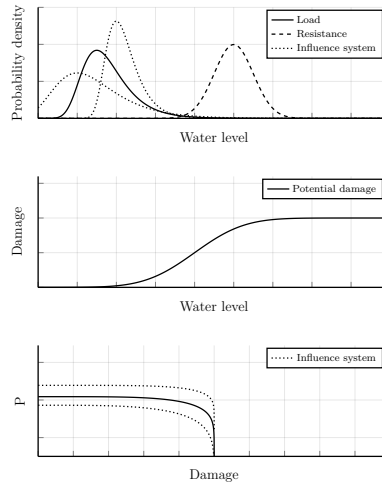 Probability density
Load
Resistance
Influence system
Water level
Damage
Potential damage
Water level
P
Influence system
Damage